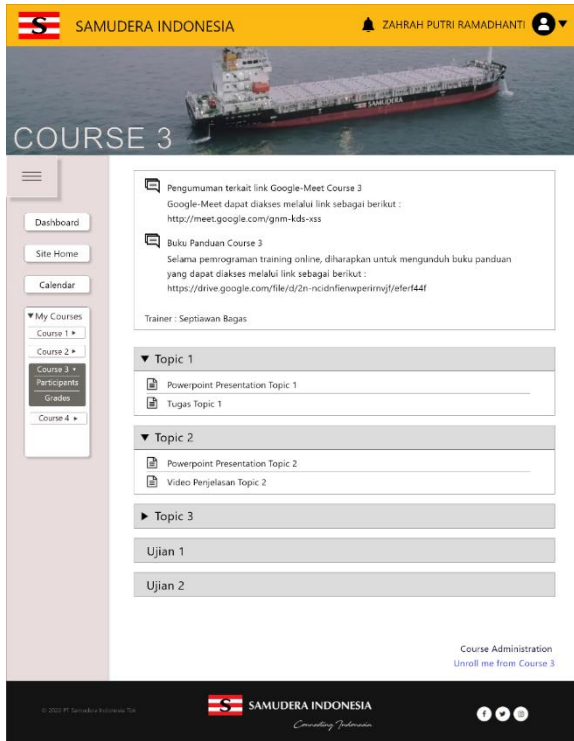 S SAMUDERA INDONESIA
ZAHRAH PUTRI RAMADHANTI
SAMUDERA
COURSE 3
Dashboard
Site Home
Calendar
My Courses
Course 1
Course 2
Course 3
Participants
Grades
Course 4
Pengumuman terkait link Google-Meet Course 3
Google-Meet dapat diakses melalui link sebagai berikut :
http://meet.google.com/gnm-kds-xss
Buku Panduan Course 3
Selama pemrograman training online, diharapkan untuk mengunduh buku panduan
yang dapat diakses melalui link sebagai berikut :
https://drive.google.com/file/d/2n-ncidnfienwperirnvjf/eferf44f
Trainer : Septiawan Bagas
Topic 1
Powerpoint Presentation Topic 1
Tugas Topic 1
Topic 2
Powerpoint Presentation Topic 2
Video Penjelasan Topic 2
Topic 3
Ujian 1
Ujian 2
Course Administration
Unroll me from Course 3
PT Samudera Indonesia Tbk
S SAMUDERA INDONESIA
Connecting Indonesia